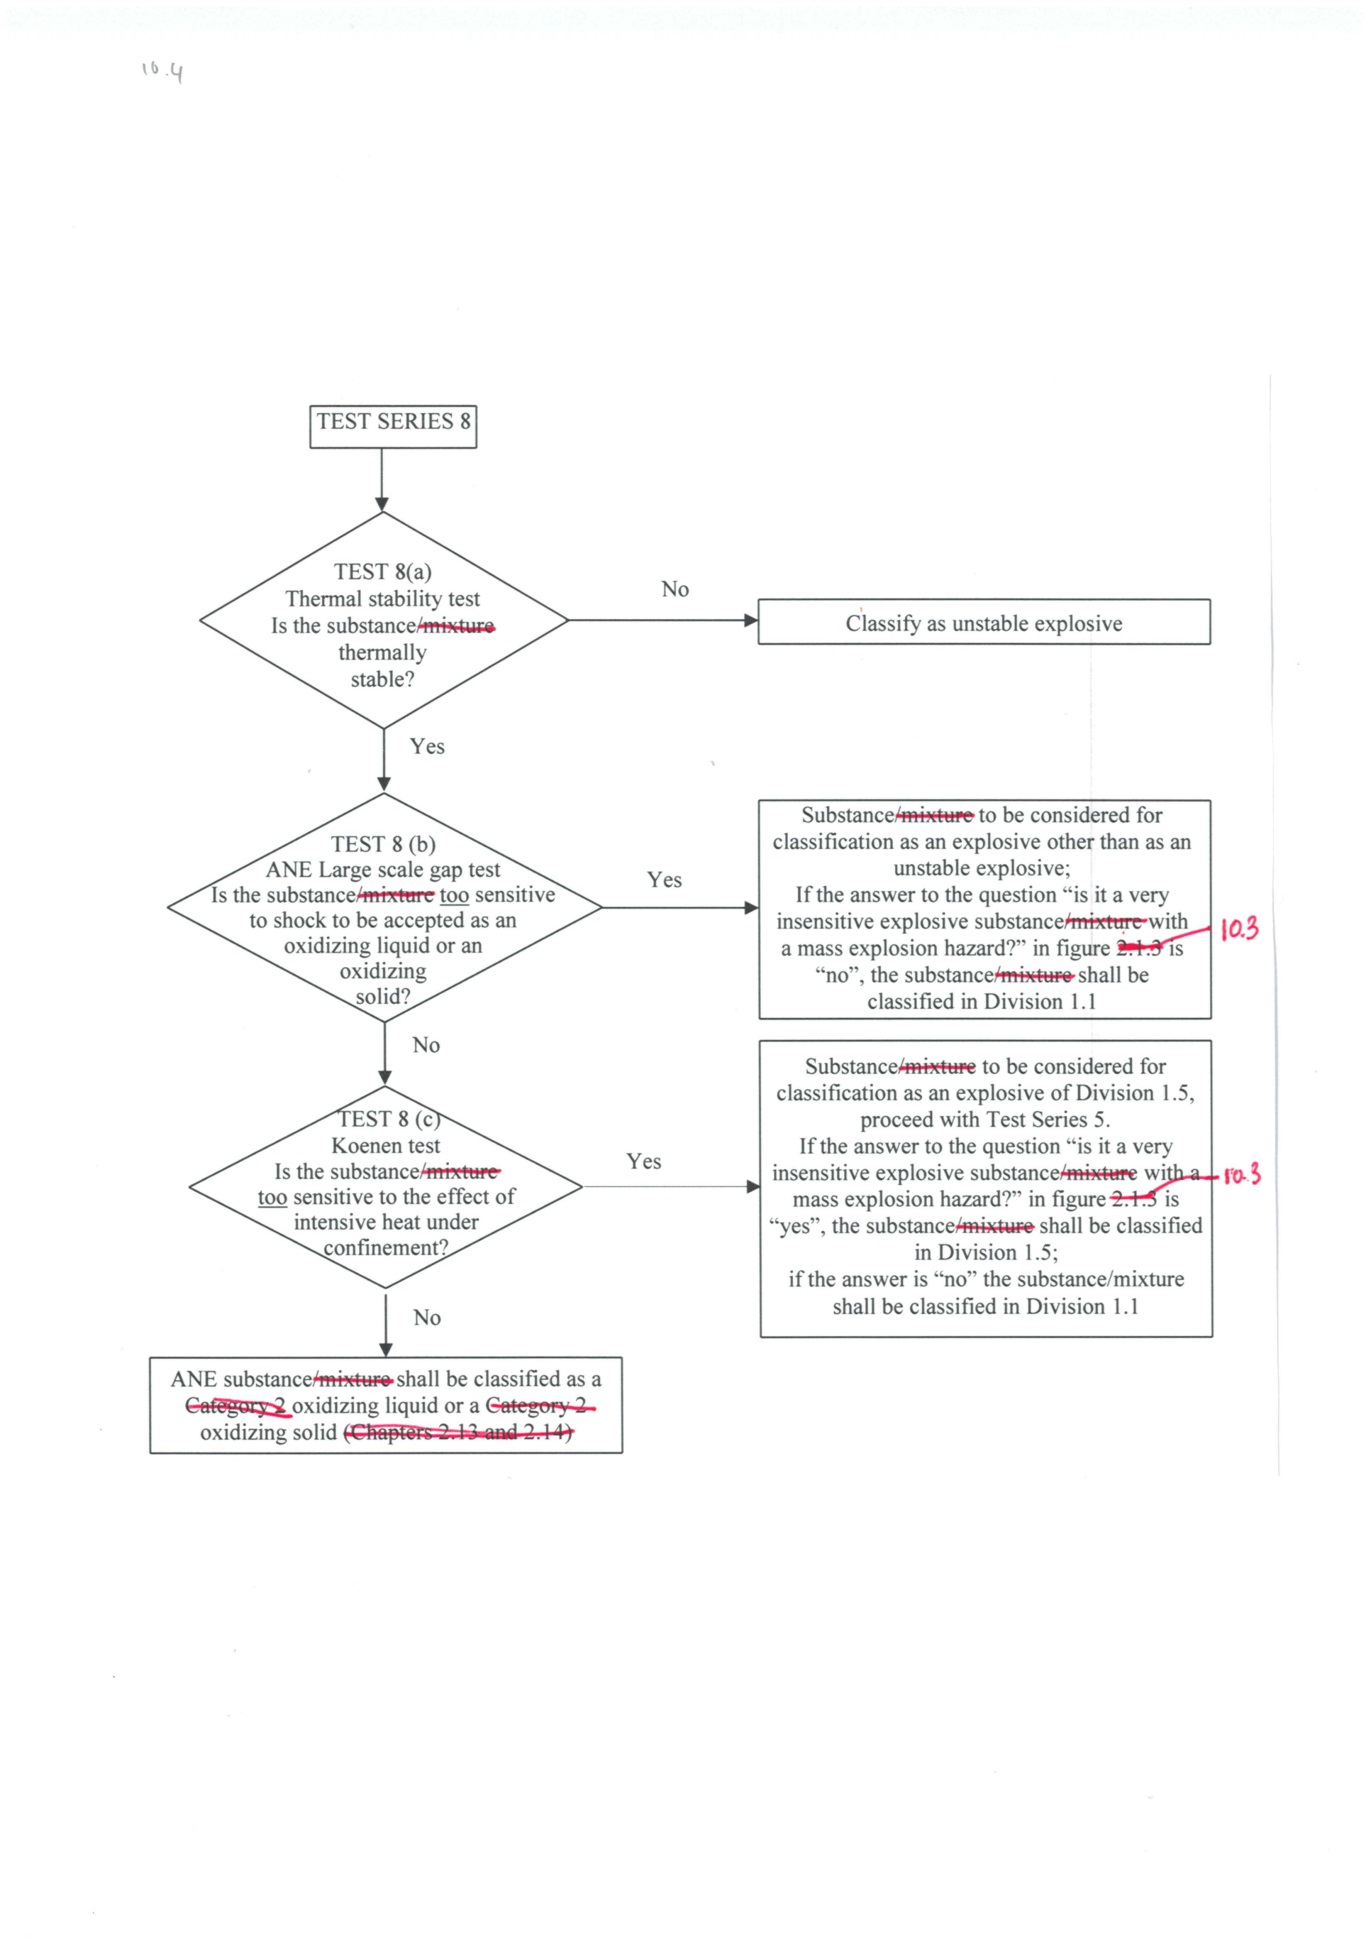 10.4
TEST SERIES 8
TEST 8(a)
Thermal stability test
Is the substance/mixture
thermally
stable?
No
Classify as unstable explosive
Yes
TEST 8 (b)
ANE Large scale gap test
Is the substance/mixture too sensitive
to shock to be accepted as an
oxidizing liquid or an
oxidizing
solid?
Yes
Substance/mixture to be considered for
classification as an explosive other than as an
unstable explosive;
If the answer to the question “is it a very
insensitive explosive substance/mixture with
a mass explosion hazard?” in figure 2.1.3 is
“no”, the substance/mixture shall be
classified in Division 1.1
10.3
No
TEST 8 (c)
Koenen test
Is the substance/mixture
too sensitive to the effect of
intensive heat under
confinement?
Yes
Substance/mixture to be considered for
classification as an explosive of Division 1.5,
proceed with Test Series 5.
If the answer to the question “is it a very
insensitive explosive substance/mixture with a
mass explosion hazard?” in figure 2.1.3 is
“yes”, the substance/mixture shall be classified
in Division 1.5;
if the answer is “no” the substance/mixture
shall be classified in Division 1.1
10.3
No
ANE substance/mixture shall be classified as a
Category 2 oxidizing liquid or a Category 2
oxidizing solid (Chapters 2.13 and 2.14)